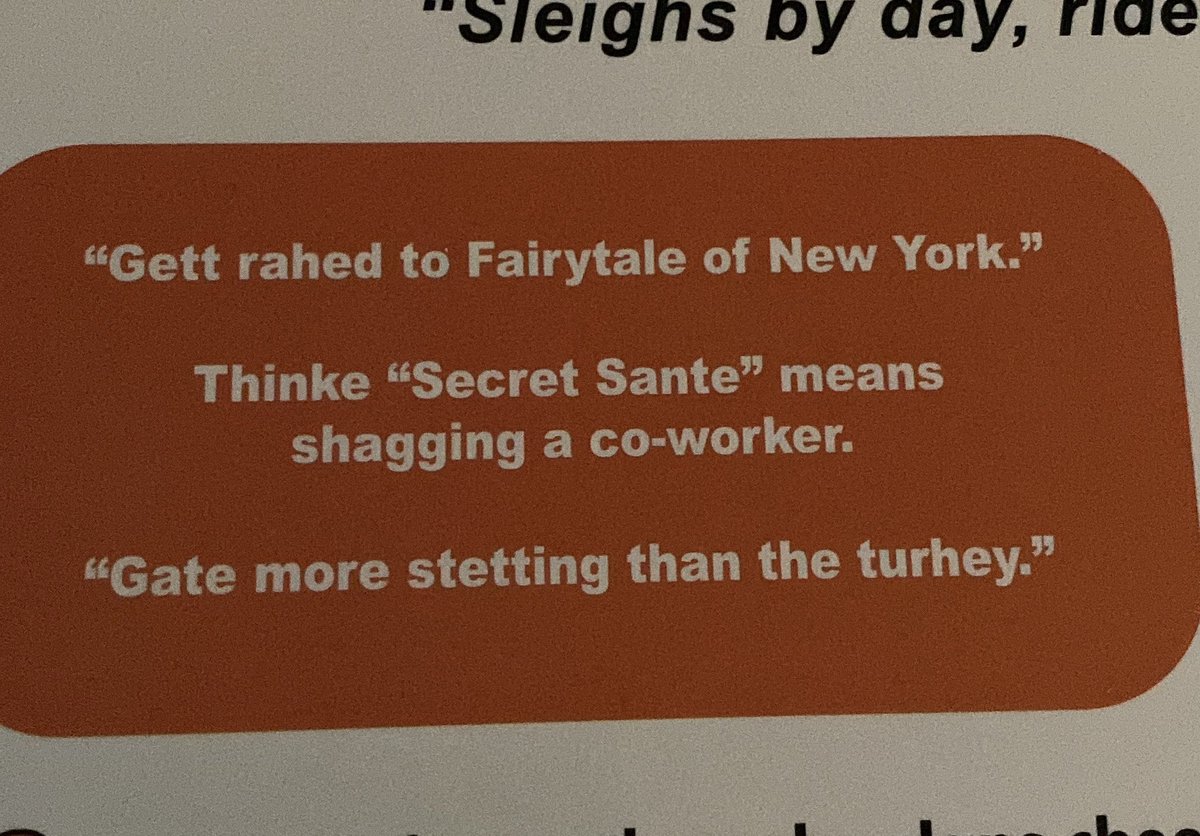 "Sleighs by day, ride
“Gett rahed to Fairytale of New York.”
Thinke “Secret Sante” means
shagging a co-worker.
“Gate more stetting than the turhey.”